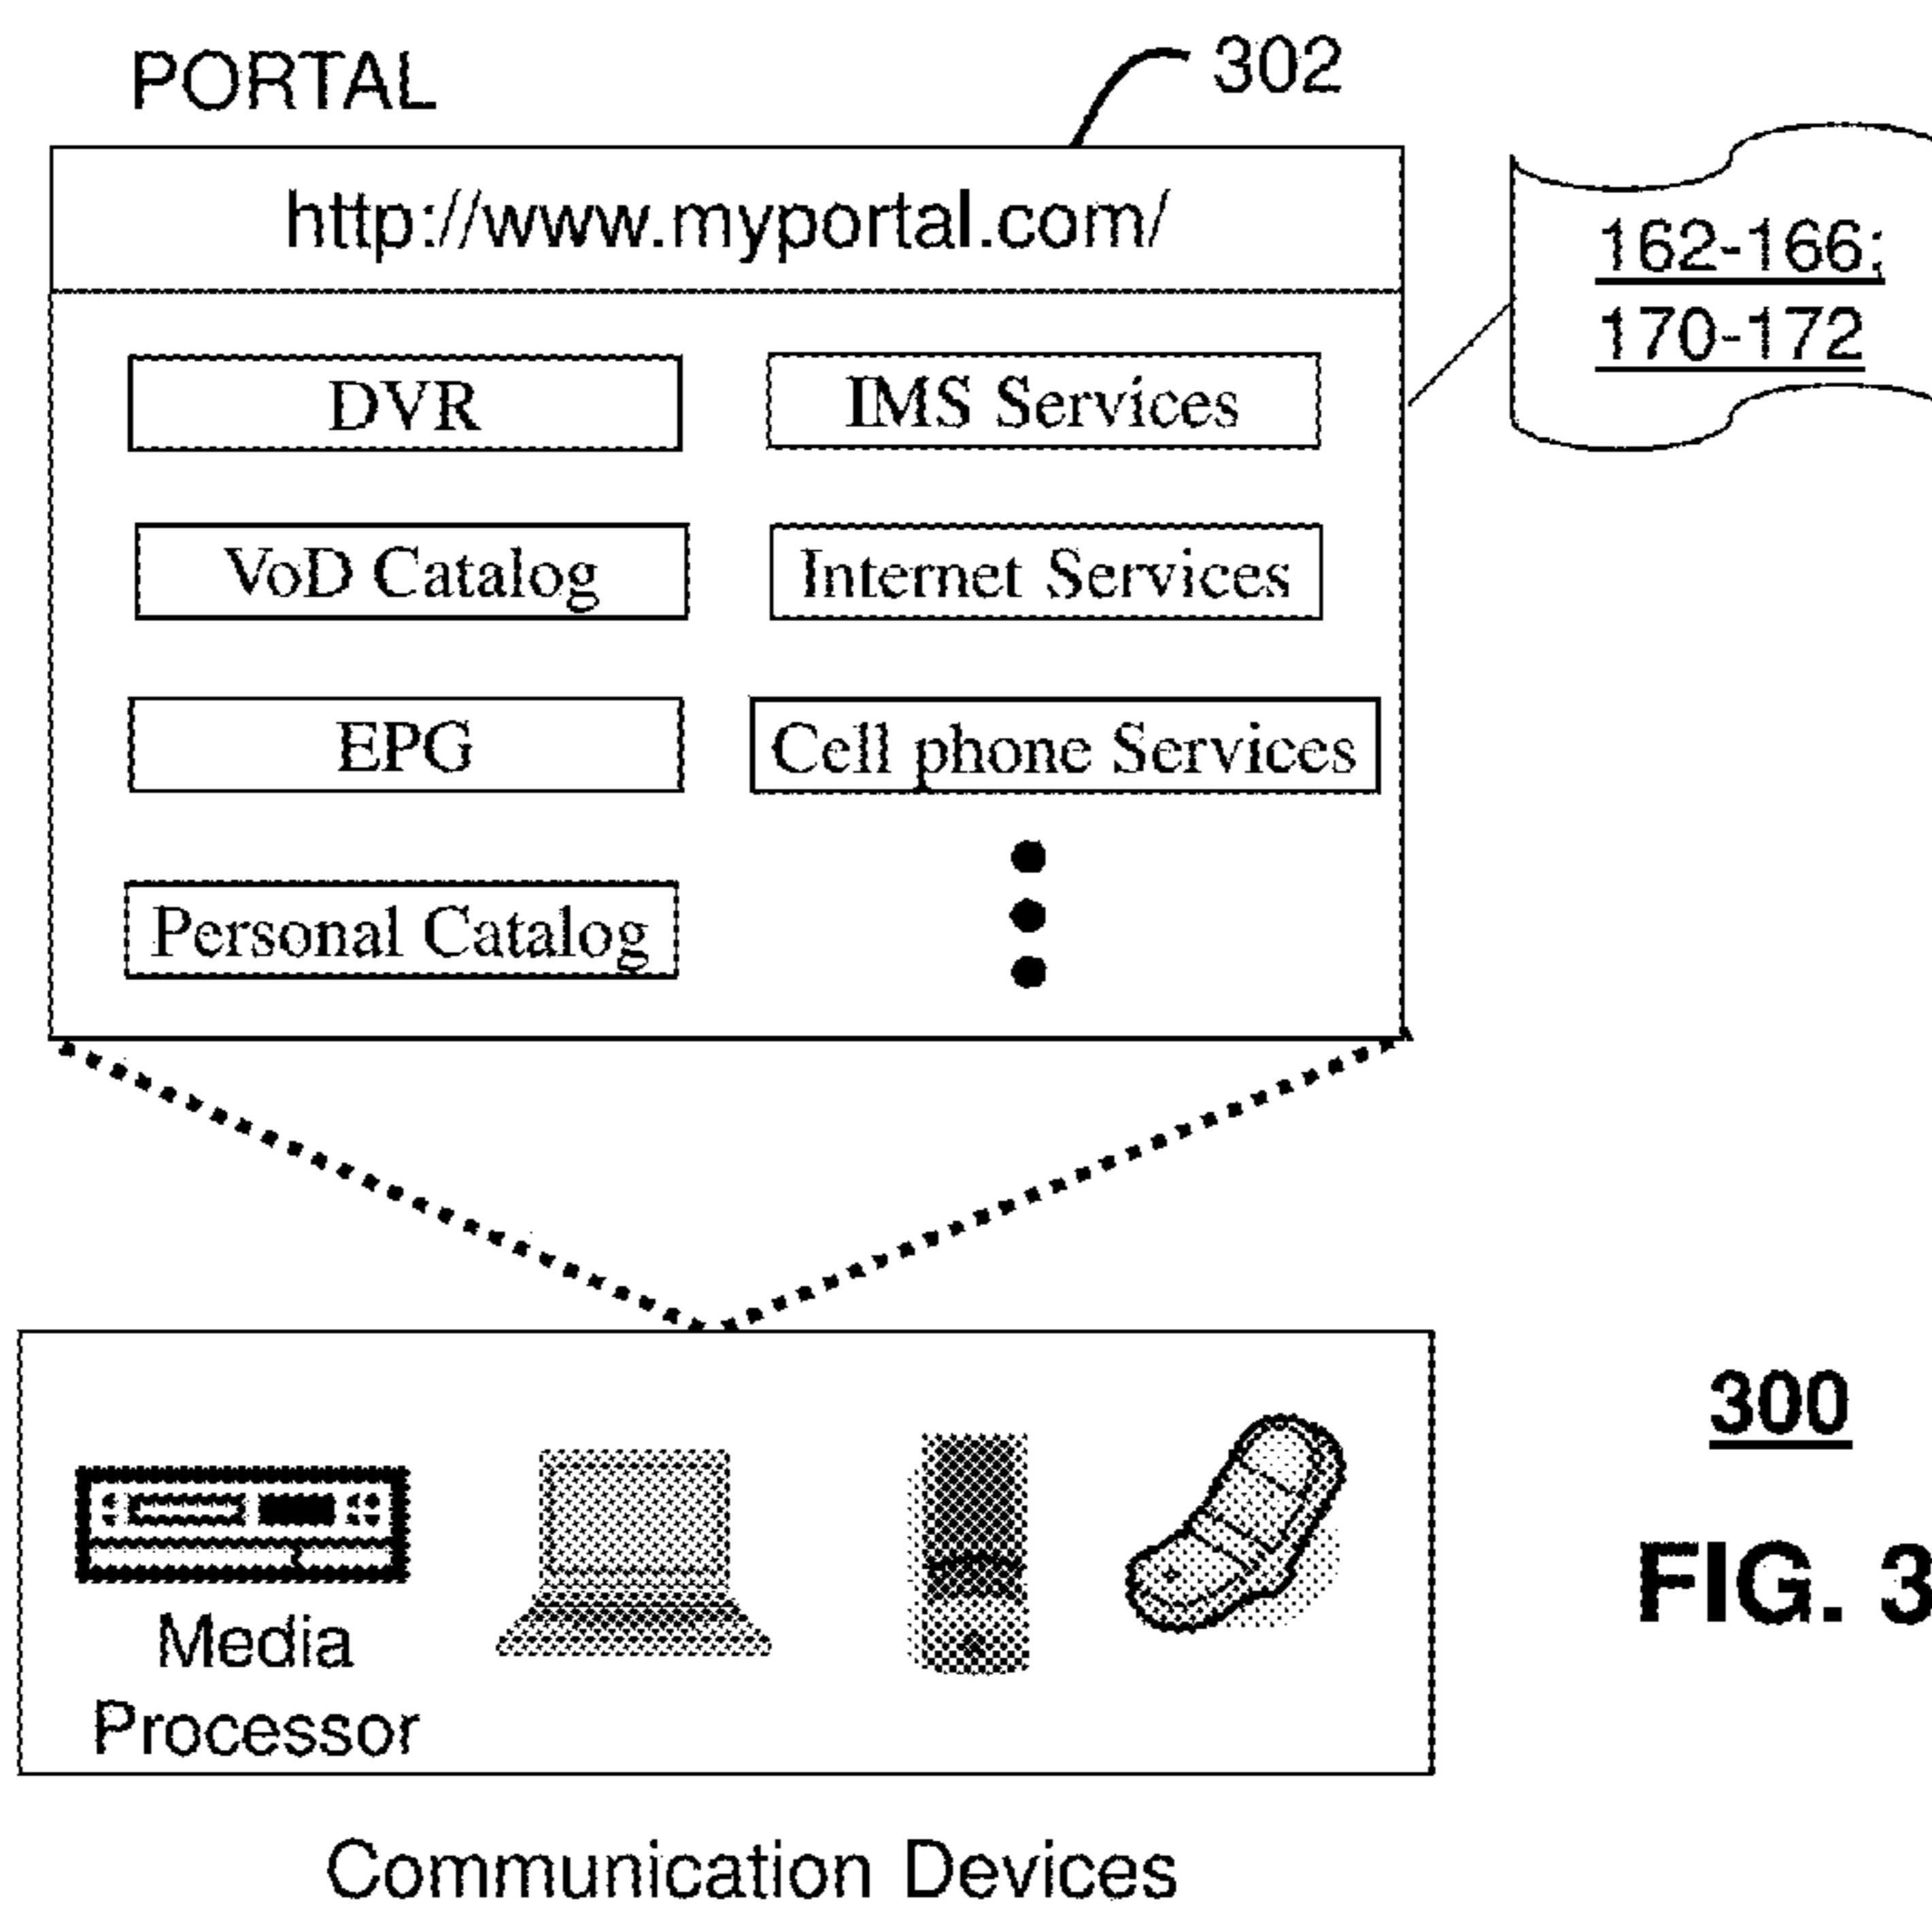 PORTAL
302
http://www.myportal.com/
162-166;
170-172
DVR
IMS Services
VoD Catalog
Internet Services
EPG
Cell phone Services
Personal Catalog
Media
Processor
300
FIG. 3
Communication Devices